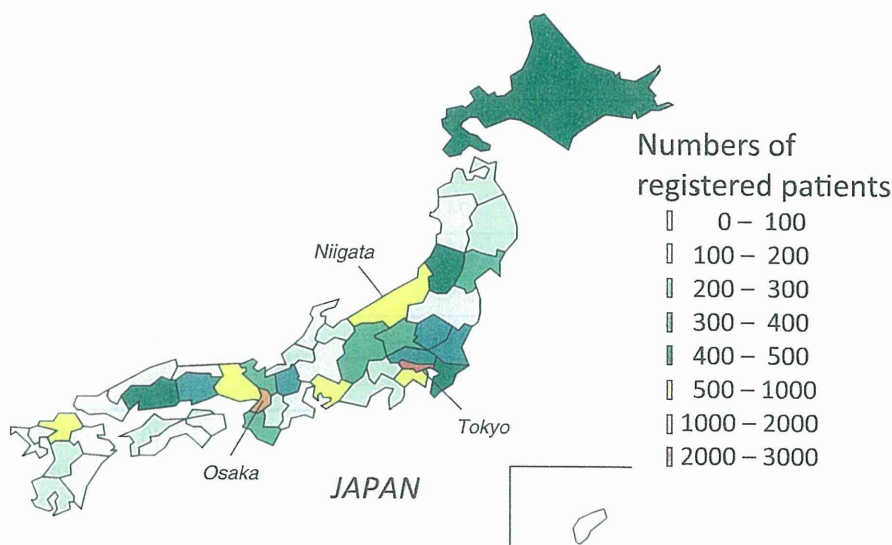 Numbers of
registered patients
0 – 100
100 – 200
200 – 300
300 – 400
400 – 500
500 – 1000
1000 – 2000
2000 – 3000
Niigata
Tokyo
Osaka
JAPAN